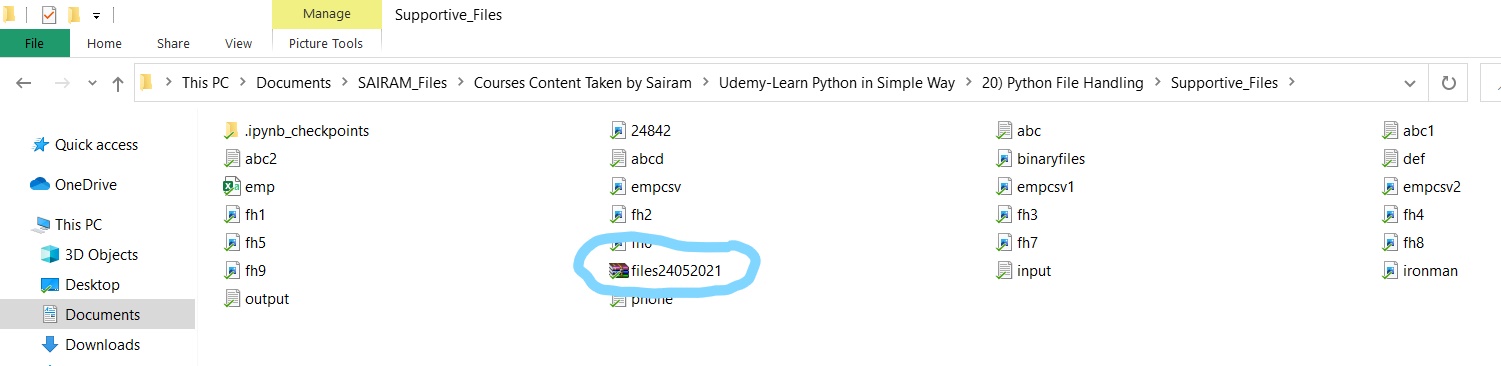 Manage Supportive_Files
File Home Share View Picture Tools
This PC Documents SAIRAM_Files Courses Content Taken by Sairam Udemy-Learn Python in Simple Way 20) Python File Handling Supportive_Files
Quick access
OneDrive
This PC
3D Objects
Desktop
Documents
Downloads
.ipynb_checkpoints 24842 abc abc1
abc2 abcd binaryfiles def
emp empcsv empcsv1 empcsv2
fh1 fh2 fh3 fh4
fh5 fh7 fh8
fh9 files24052021 input ironman
output phone